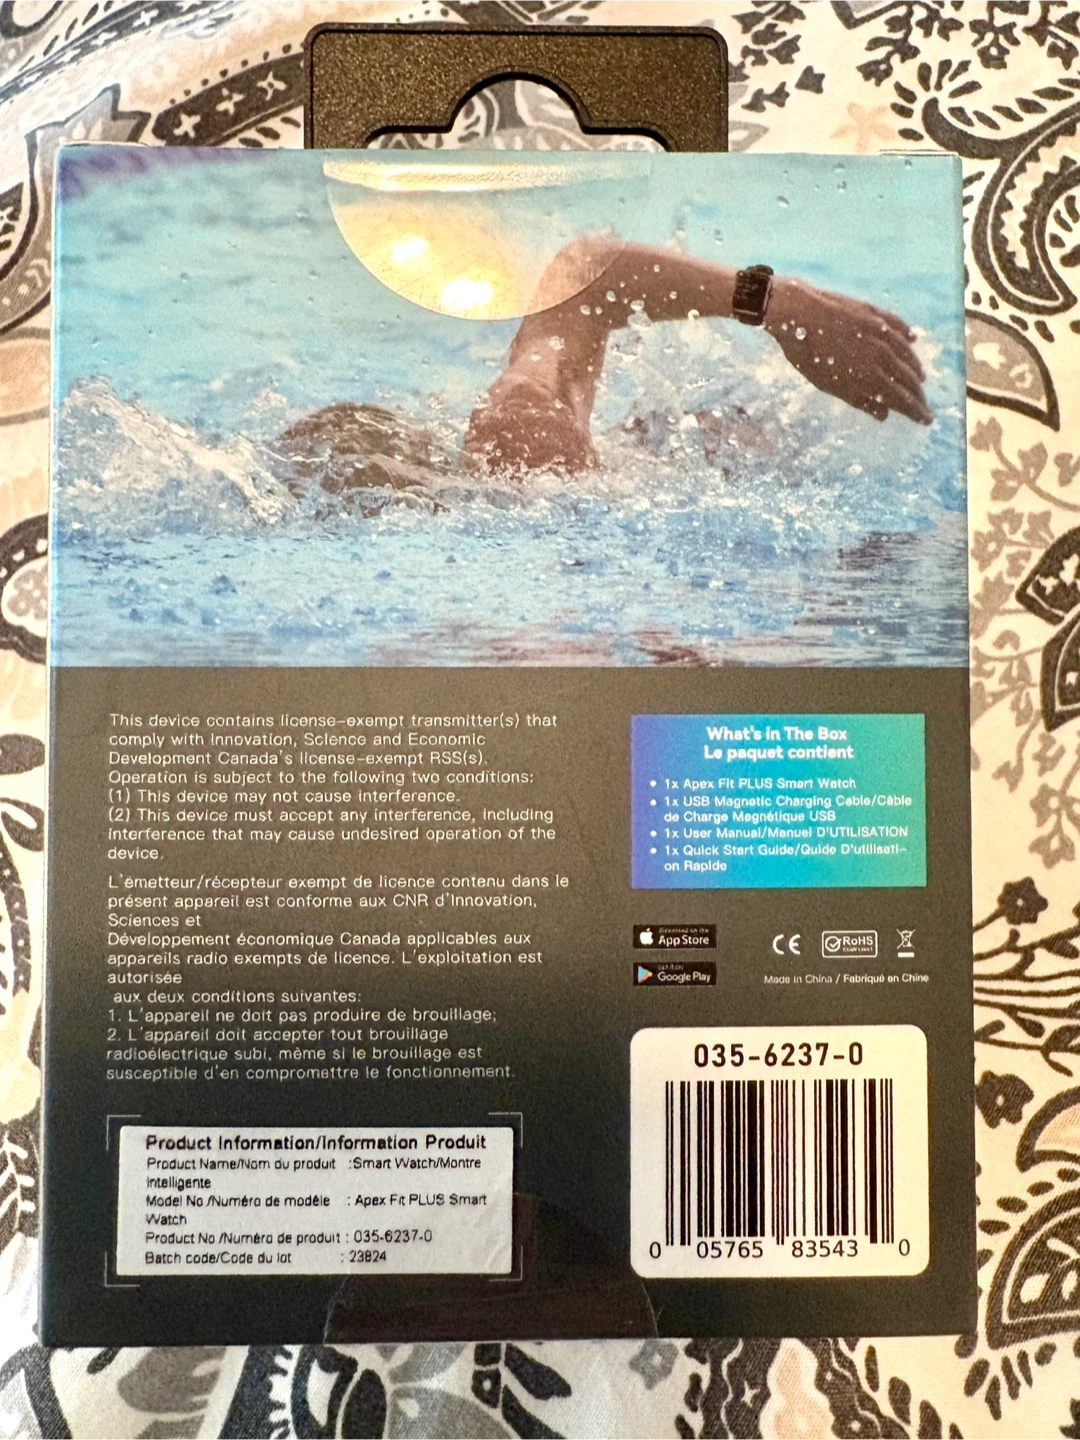 This device contains license-exempt transmitter(s) that
comply with Innovation, Science and Economic
Development Canada's license-exempt RSS(s).
Operation is subject to the following two conditions:
(1) This device may not cause interference.
(2) This device must accept any interference, including
interference that may cause undesired operation of the
device.
L'émetteur/récepteur exempt de licence contenu dans le
présent appareil est conforme aux CNR d'Innovation,
Sciences et
Développement économique Canada applicables aux
appareils radio exempts de licence. L'exploitation est
autorisée
aux deux conditions suivantes:
1. L'appareil ne doit pas produire de brouillage;
2. L'appareil doit accepter tout brouillage
radioélectrique subi, même si le brouillage est
susceptible d'en compromettre le fonctionnement.
What's in The Box
Le paquet contient
• 1x Apex Fit PLUS Smart Watch
• 1x USB Magnetic Charging Cable/Câble
de Charge Magnétique USB
• 1x User Manual/Manuel D'UTILISATION
• 1x Quick Start Guide/Guide D'utilisati-
on Rapide
Download on the
App Store
GET IT ON
Google Play
CE
RoHS
Made in China / Fabriqué en Chine
035-6237-0
0 05765 83543 0
Product Information/Information Produit
Product Name/Nom du produit :Smart Watch/Montre
Intelligente
Model No /Numéro de modèle : Apex Fit PLUS Smart
Watch
Product No /Numéro de produit : 035-6237-0
Batch code/Code du lot : 23824